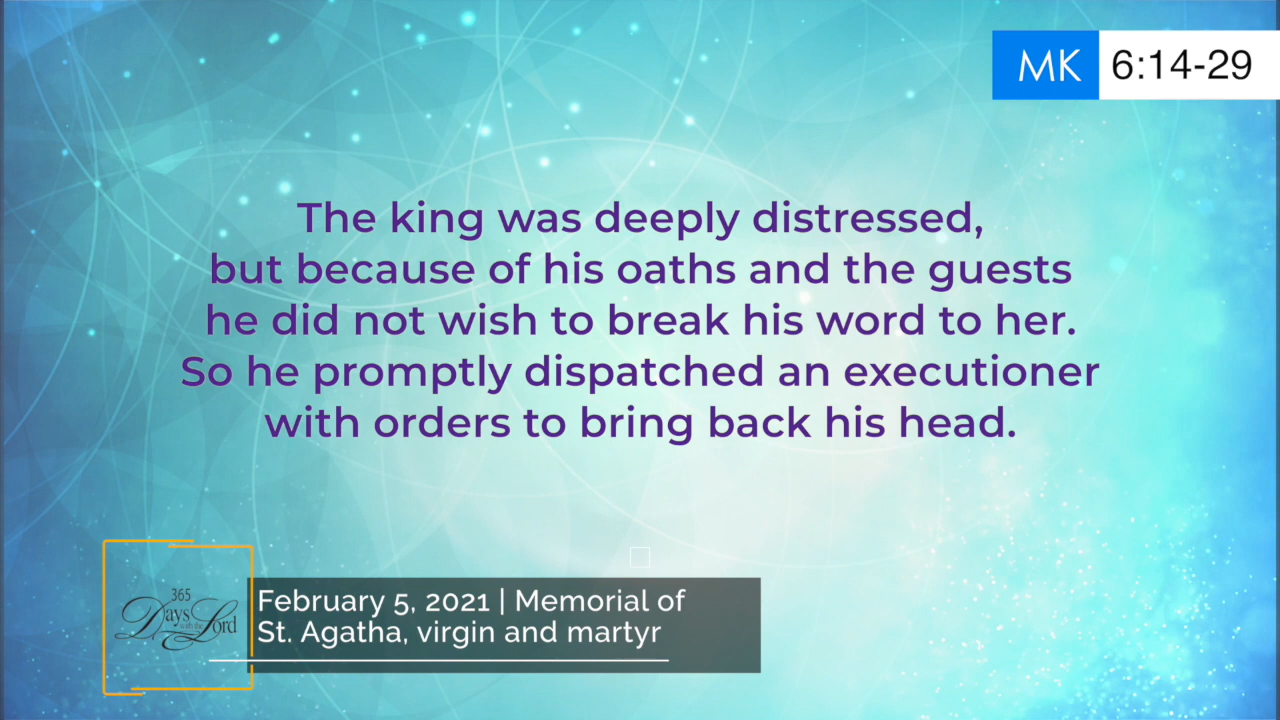 MK 6:14-29
The king was deeply distressed,
but because of his oaths and the guests
he did not wish to break his word to her.
So he promptly dispatched an executioner
with orders to bring back his head.
365
Days with the Lord
February 5, 2021 | Memorial of
St. Agatha, virgin and martyr